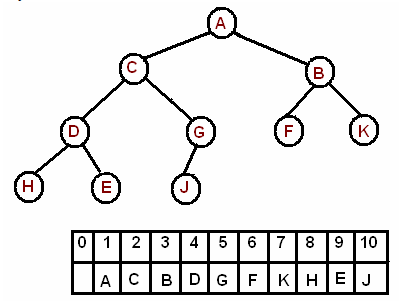 A
C B
D G F K
H E J
0 1 2 3 4 5 6 7 8 9 10
A C B D G F K H E J